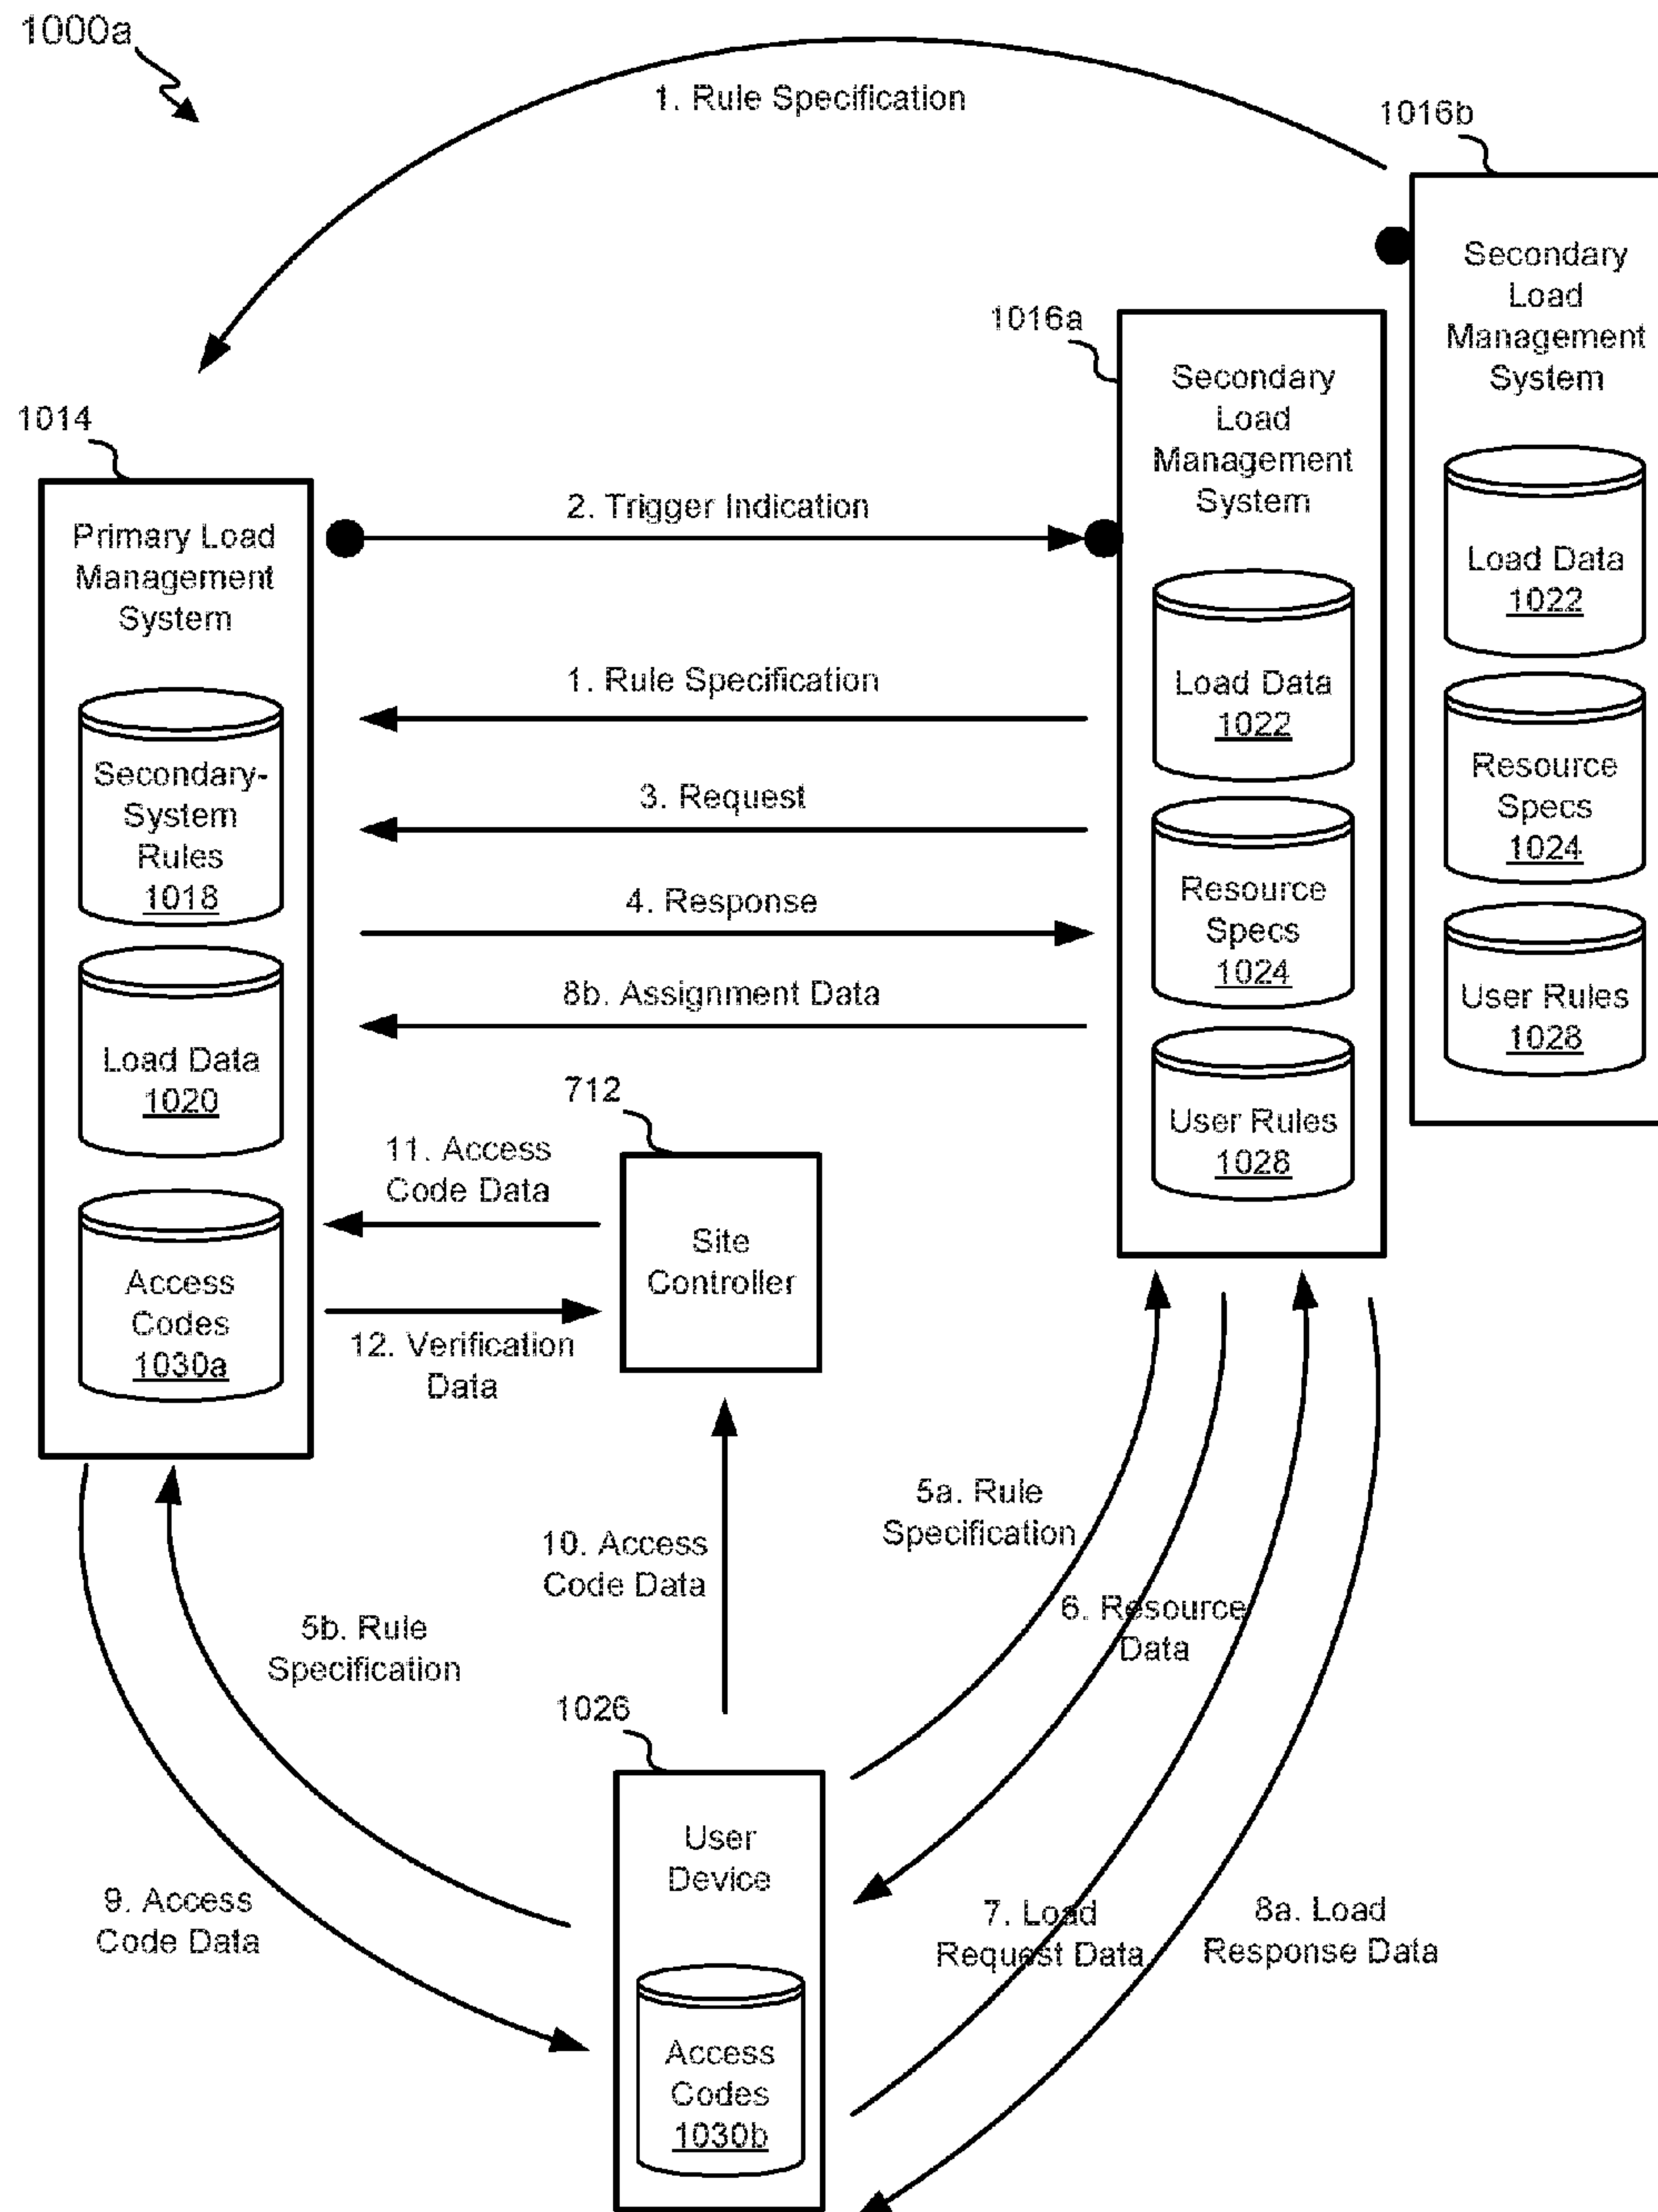 1000a
1. Rule Specification
1016b
Secondary
Load
Management
System
Load Data
1022
Resource
Specs
1024
User Rules
1028
1016a
Secondary
Load
Management
System
Load Data
1022
Resource
Specs
1024
User Rules
1028
1014
Primary Load
Management
System
Secondary-
System
Rules
1018
Load Data
1020
Access
Codes
1030a
2. Trigger Indication
1. Rule Specification
3. Request
4. Response
8b. Assignment Data
712
Site
Controller
11. Access
Code Data
12. Verification
Data
10. Access
Code Data
5a. Rule
Specification
6. Resource
Data
5b. Rule
Specification
1026
User
Device
Access
Codes
1030b
9. Access
Code Data
7. Load
Request Data
8a. Load
Response Data